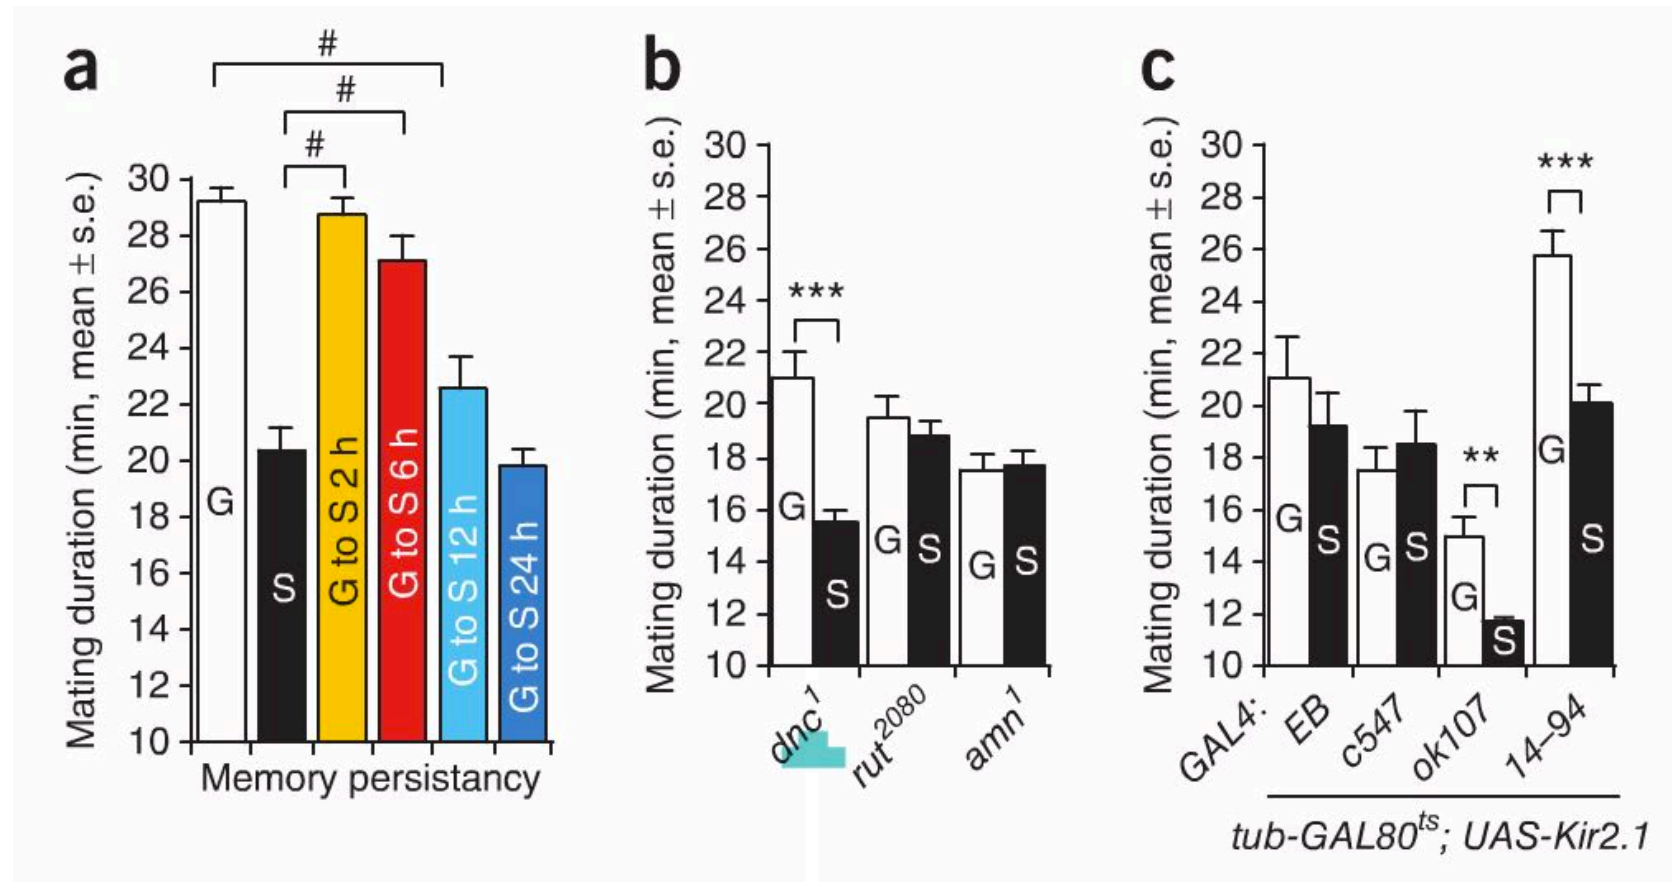 a
#
#
#
Mating duration (min, mean ± s.e.)
30
28
26
24
22
20
18
16
14
12
10
G
S
G to S 2 h
G to S 6 h
G to S 12 h
G to S 24 h
Memory persistancy
b
Mating duration (min, mean ± s.e.)
30
28
26
24
22
20
18
16
14
12
10
***
G
S
G
S
G
S
dnc¹
rut²⁰⁸⁰
amn¹
c
Mating duration (min, mean ± s.e.)
30
28
26
24
22
20
18
16
14
12
10
G
S
G
S
**
G
S
***
G
S
GAL4:
EB
c547
ok107
14–94
tub-GAL80ᵗˢ; UAS-Kir2.1